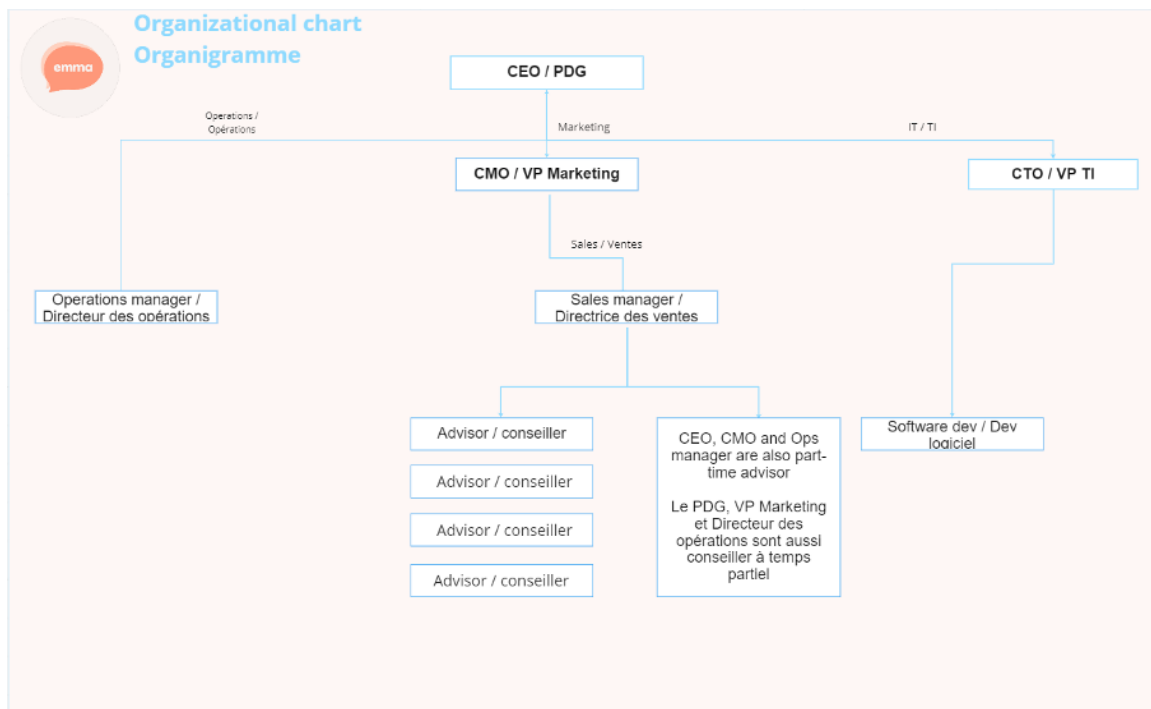 Organizational chart
Organigramme
emma
CEO / PDG
Operations /
Opérations
Marketing
IT / TI
CMO / VP Marketing
CTO / VP TI
Sales / Ventes
Operations manager /
Directeur des opérations
Sales manager /
Directrice des ventes
Advisor / conseiller
Advisor / conseiller
Advisor / conseiller
Advisor / conseiller
CEO, CMO and Ops
manager are also part-
time advisor
Le PDG, VP Marketing
et Directeur des
opérations sont aussi
conseiller à temps
partiel
Software dev / Dev
logiciel